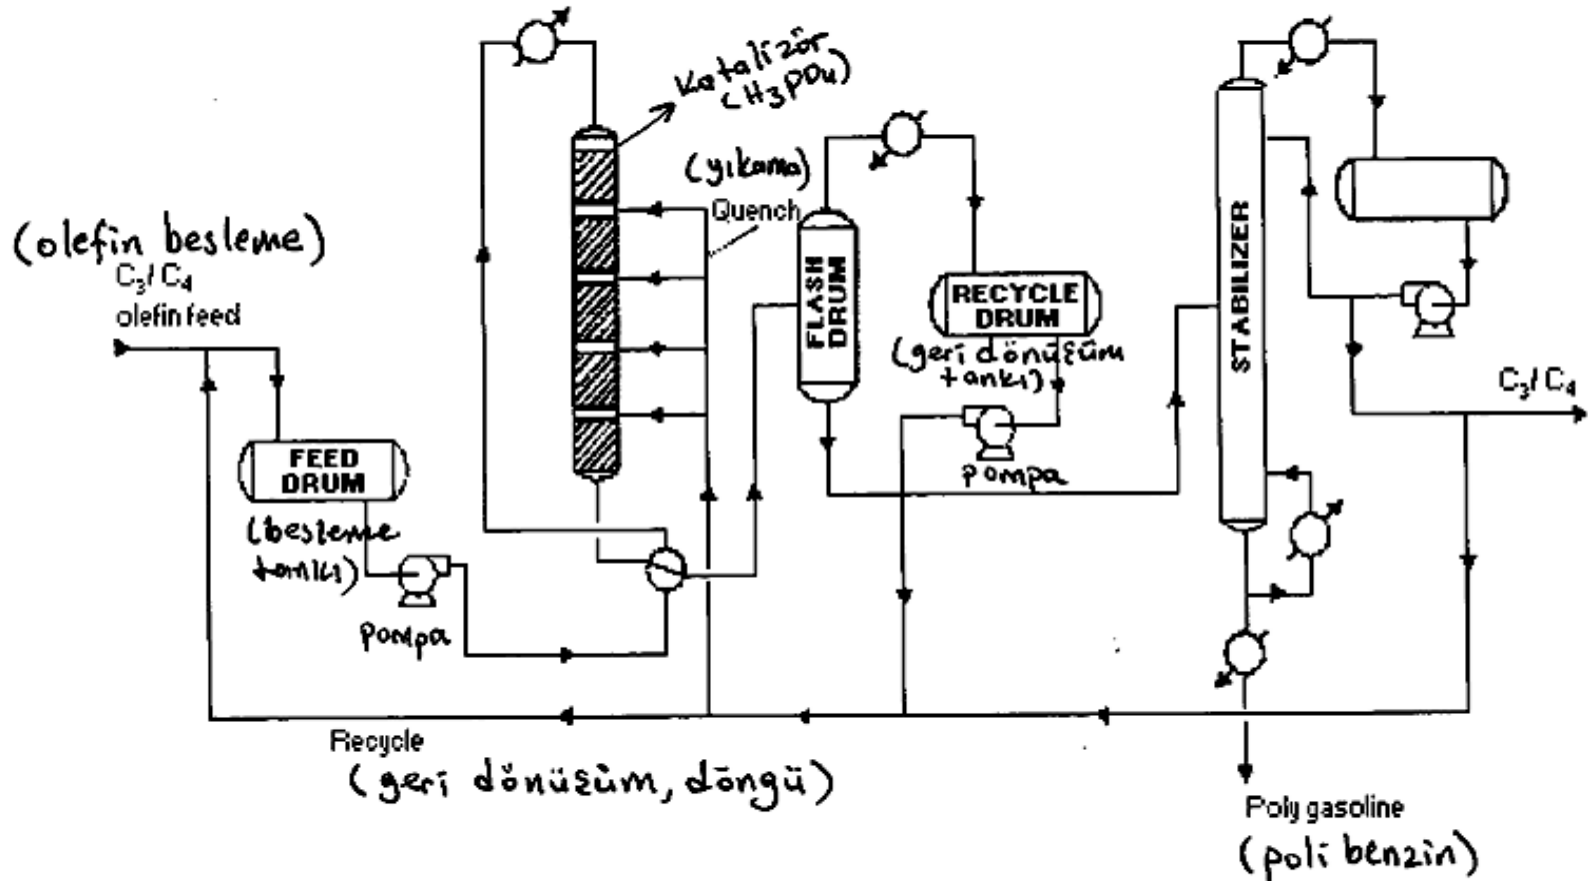 Katalizör
(H3PO4)
(yıkama)
Quench
(olefin besleme)
C3/ C4
olefin feed
FEED
DRUM
(besleme
tankı)
pompa
FLASH
DRUM
RECYCLE
DRUM
(geri dönüşüm
tankı)
pompa
STABILIZER
C3/ C4
Recycle
(geri dönüşüm, döngü)
Poly gasoline
(poli benzin)